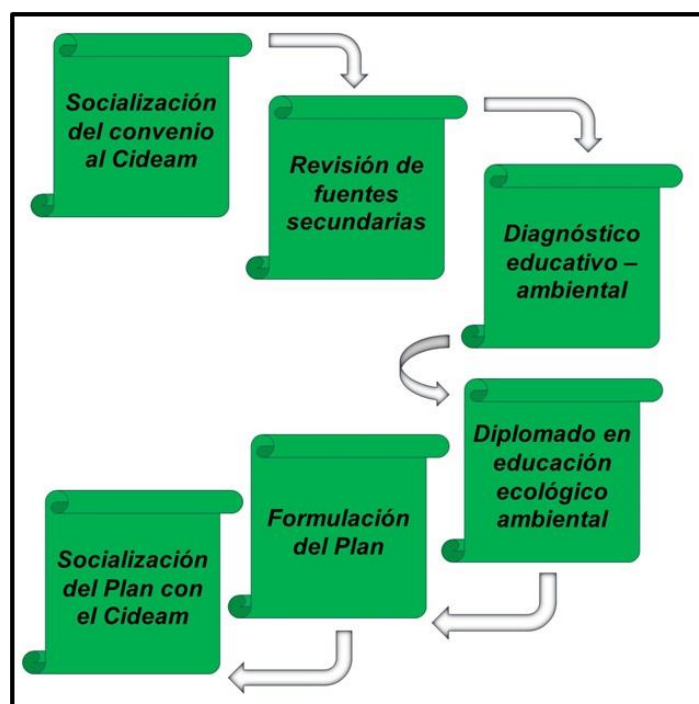 Socialización
del convenio
al Cideam
Revisión de
fuentes
secundarias
Diagnóstico
educativo –
ambiental
Diplomado en
educación
ecológico
ambiental
Formulación
del Plan
Socialización
del Plan con
el Cideam